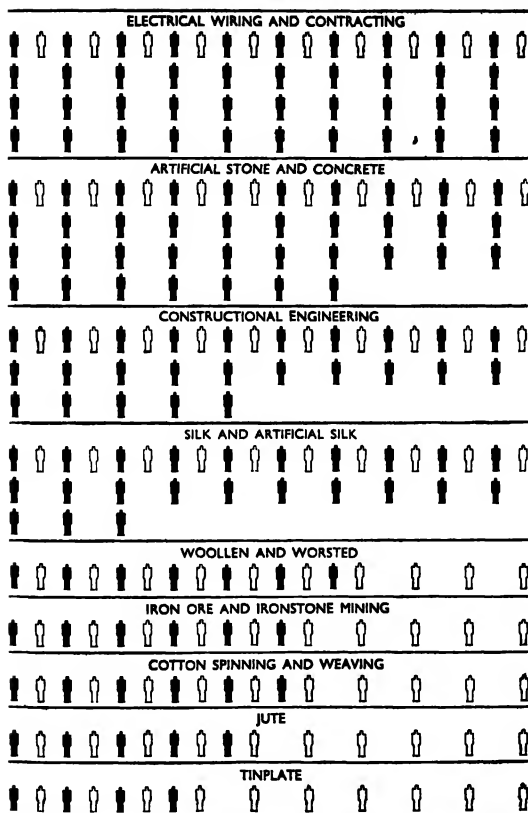 ELECTRICAL WIRING AND CONTRACTING
ARTIFICIAL STONE AND CONCRETE
CONSTRUCTIONAL ENGINEERING
SILK AND ARTIFICIAL SILK
WOOLLEN AND WORSTED
IRON ORE AND IRONSTONE MINING
COTTON SPINNING AND WEAVING
JUTE
TINPLATE